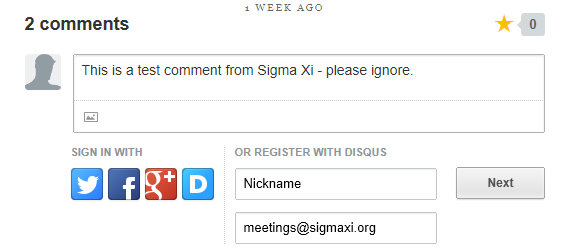 1 WEEK AGO
2 comments
0
This is a test comment from Sigma Xi - please ignore.
SIGN IN WITH
f g+ D
OR REGISTER WITH DISQUS
Nickname
Next
meetings@sigmaxi.org